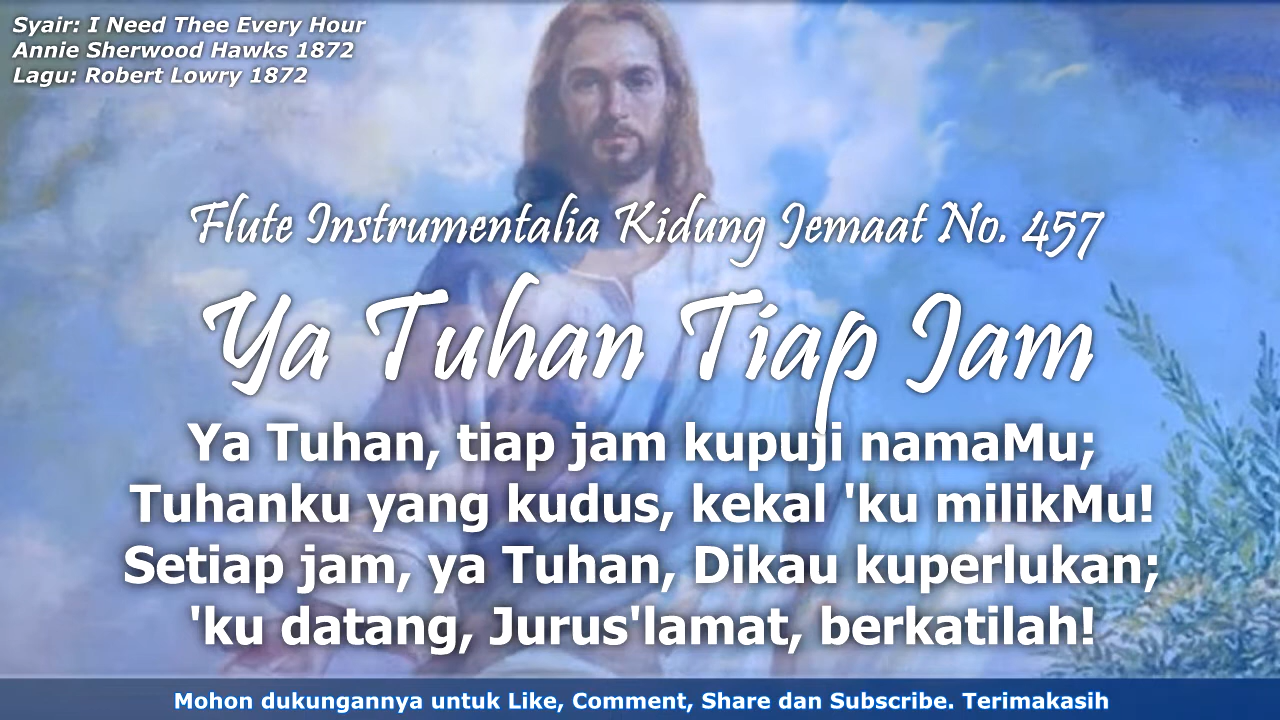 Syair: I Need Thee Every Hour
Annie Sherwood Hawks 1872
Lagu: Robert Lowry 1872
Flute Instrumentalia Kidung Jemaat No. 457
Ya Tuhan Tiap Jam
Ya Tuhan, tiap jam kupuji namaMu;
Tuhanku yang kudus, kekal 'ku milikMu!
Setiap jam, ya Tuhan, Dikau kuperlukan;
'ku datang, Jurus'lamat, berkatilah!
Mohon dukungannya untuk Like, Comment, Share dan Subscribe. Terimakasih